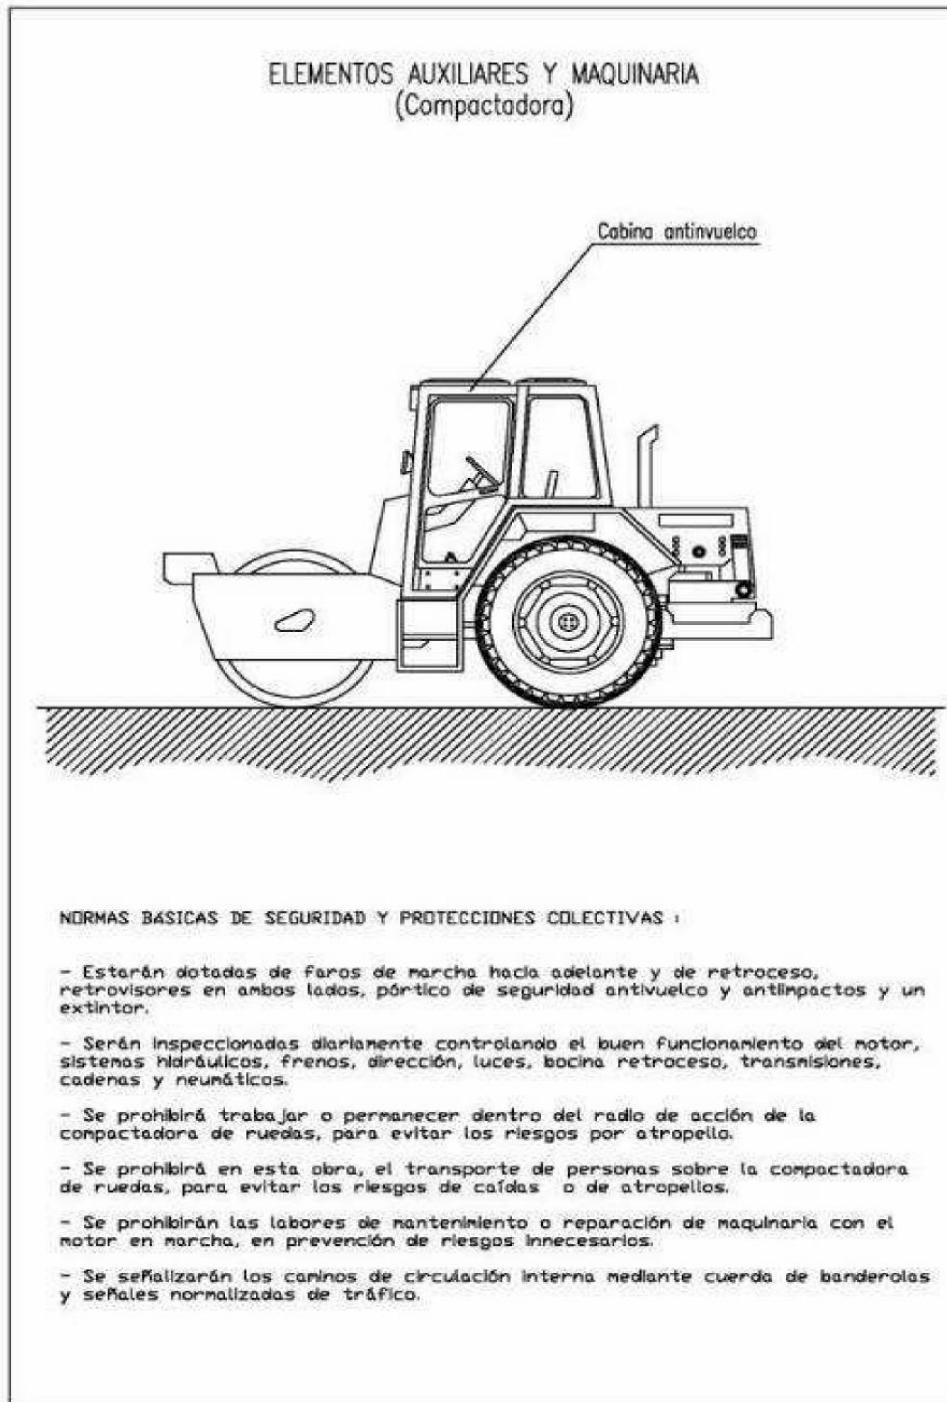 ELEMENTOS AUXILIARES Y MAQUINARIA
(Compactadora)
Cabina antinvuelco
NORMAS BÁSICAS DE SEGURIDAD Y PROTECCIONES COLECTIVAS :
- Estarán dotadas de faros de marcha hacia adelante y de retroceso,
retrovisores en ambos lados, pórtico de seguridad antivuelco y antiimpactos y un
extintor.
- Serán inspeccionadas diariamente controlando el buen funcionamiento del motor,
sistemas hidráulicos, frenos, dirección, luces, bocina retroceso, transmisiones,
cadenas y neumáticos.
- Se prohibirá trabajar o permanecer dentro del radio de acción de la
compactadora de ruedas, para evitar los riesgos por atropello.
- Se prohibirá en esta obra, el transporte de personas sobre la compactadora
de ruedas, para evitar los riesgos de caídas o de atropellos.
- Se prohibirán las labores de mantenimiento o reparación de maquinaria con el
motor en marcha, en prevención de riesgos innecesarios.
- Se señalizarán los caminos de circulación interna mediante cuerda de banderolas
y señales normalizadas de tráfico.